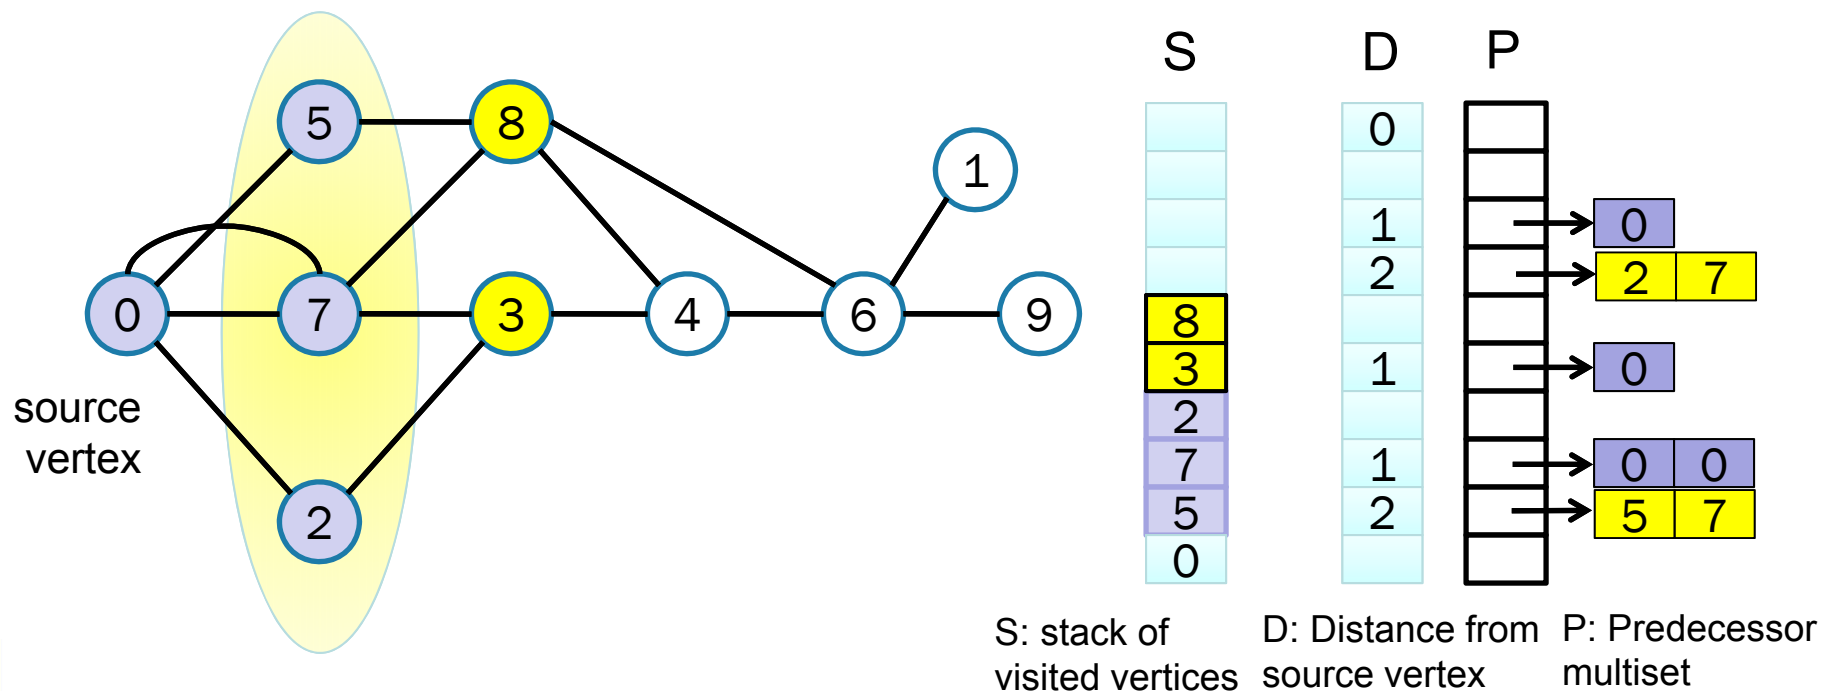 S D P
5 8
1
0 7 3 4 6 9
2
source
vertex
0
1 0
2 2 7
8
3 1 0
2
7 1 0 0
5 2 5 7
0
S: stack of
visited vertices
D: Distance from
source vertex
P: Predecessor
multiset